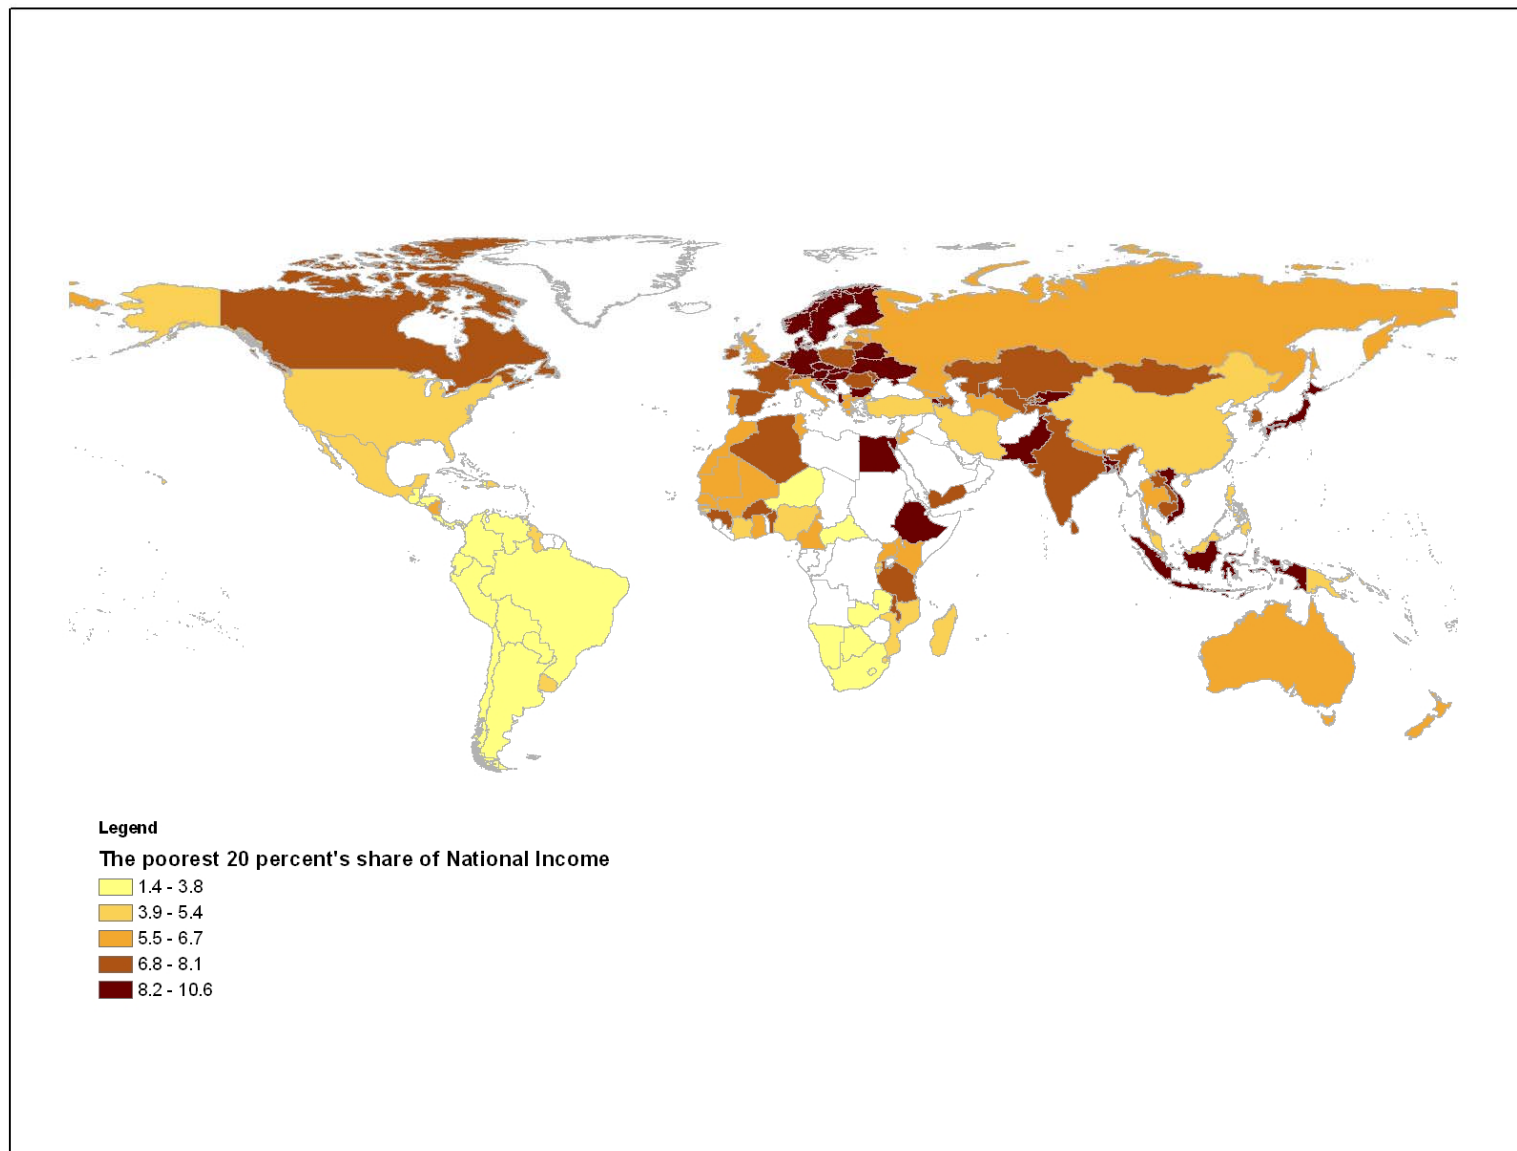 Legend
The poorest 20 percent's share of National Income
1.4 - 3.8
3.9 - 5.4
5.5 - 6.7
6.8 - 8.1
8.2 - 10.6